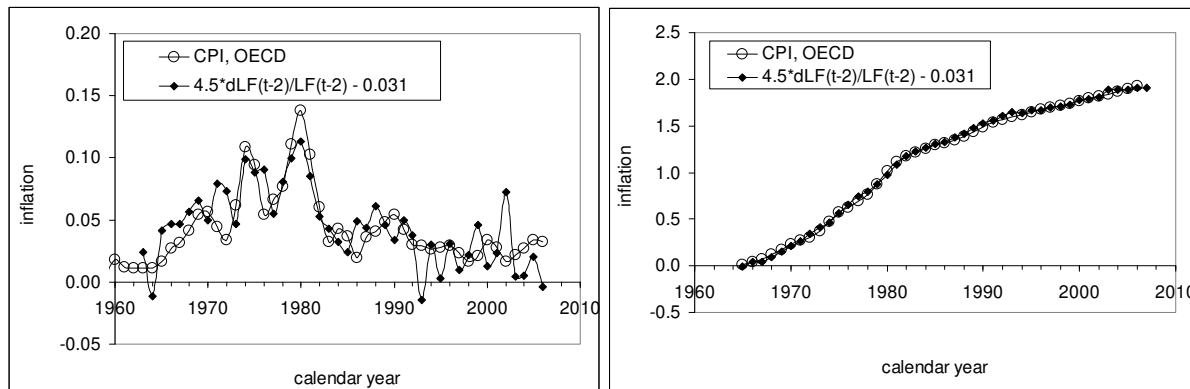 0.20
0.15
0.10
0.05
0.00
-0.05
inflation
CPI, OECD
4.5*dLF(t-2)/LF(t-2) - 0.031
1960 1970 1980 1990 2000 2010
calendar year
2.5
2.0
1.5
1.0
0.5
0.0
-0.5
inflation
CPI, OECD
4.5*dLF(t-2)/LF(t-2) - 0.031
1960 1970 1980 1990 2000 2010
calendar year